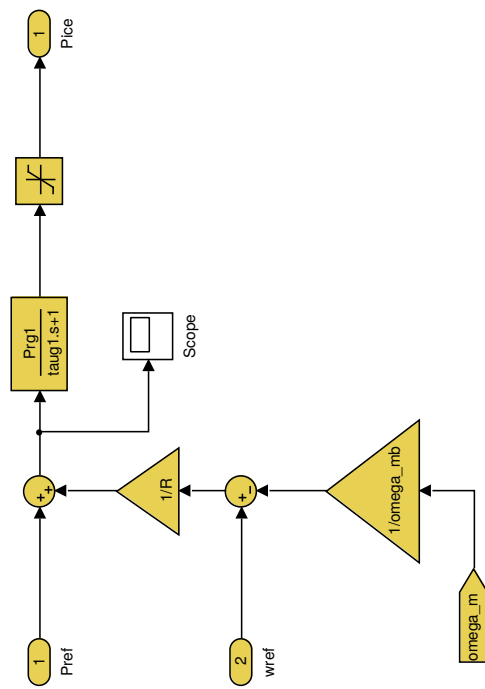 1
Pref
+
+
Prg1
taug1.s+1
1
Pice
Scope
1/R
2
wref
+
–
1/omega_mb
omega_m